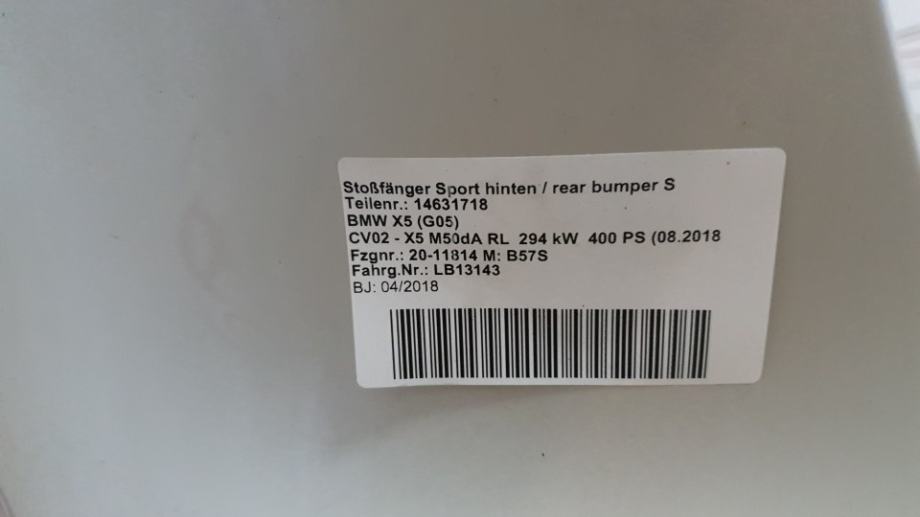 Stoßfänger Sport hinten / rear bumper S
Teilenr.: 14631718
BMW X5 (G05)
CV02 - X5 M50dA RL 294 kW 400 PS (08.2018
Fzgnr.: 20-11814 M: B57S
Fahrg.Nr.: LB13143
BJ: 04/2018